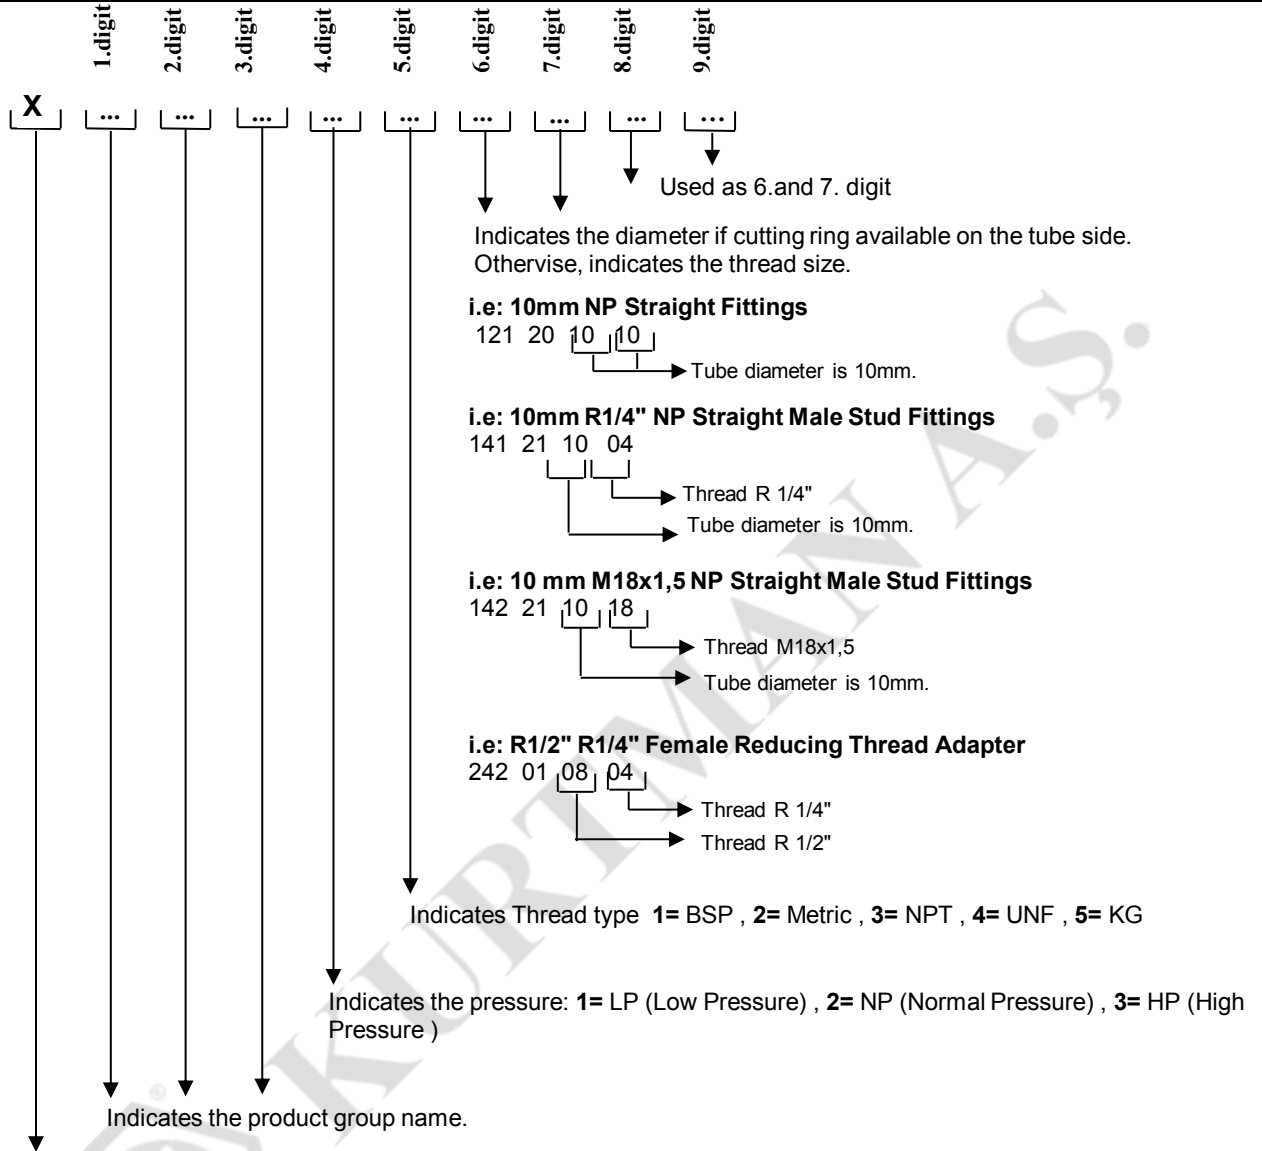 1.digit 2.digit 3.digit 4.digit 5.digit 6.digit 7.digit 8.digit 9.digit
X ... ... ... ... ... ... ... ... ...
Used as 6.and 7. digit
Indicates the diameter if cutting ring available on the tube side.
Othervise, indicates the thread size.
i.e: 10mm NP Straight Fittings
121 20 10 10
Tube diameter is 10mm.
i.e: 10mm R1/4" NP Straight Male Stud Fittings
141 21 10 04
Thread R 1/4"
Tube diameter is 10mm.
i.e: 10 mm M18x1,5 NP Straight Male Stud Fittings
142 21 10 18
Thread M18x1,5
Tube diameter is 10mm.
i.e: R1/2" R1/4" Female Reducing Thread Adapter
242 01 08 04
Thread R 1/4"
Thread R 1/2"
Indicates Thread type 1= BSP , 2= Metric , 3= NPT , 4= UNF , 5= KG
Indicates the pressure: 1= LP (Low Pressure) , 2= NP (Normal Pressure) , 3= HP (High
Pressure )
Indicates the product group name.
® KURTMAN A.Ş.